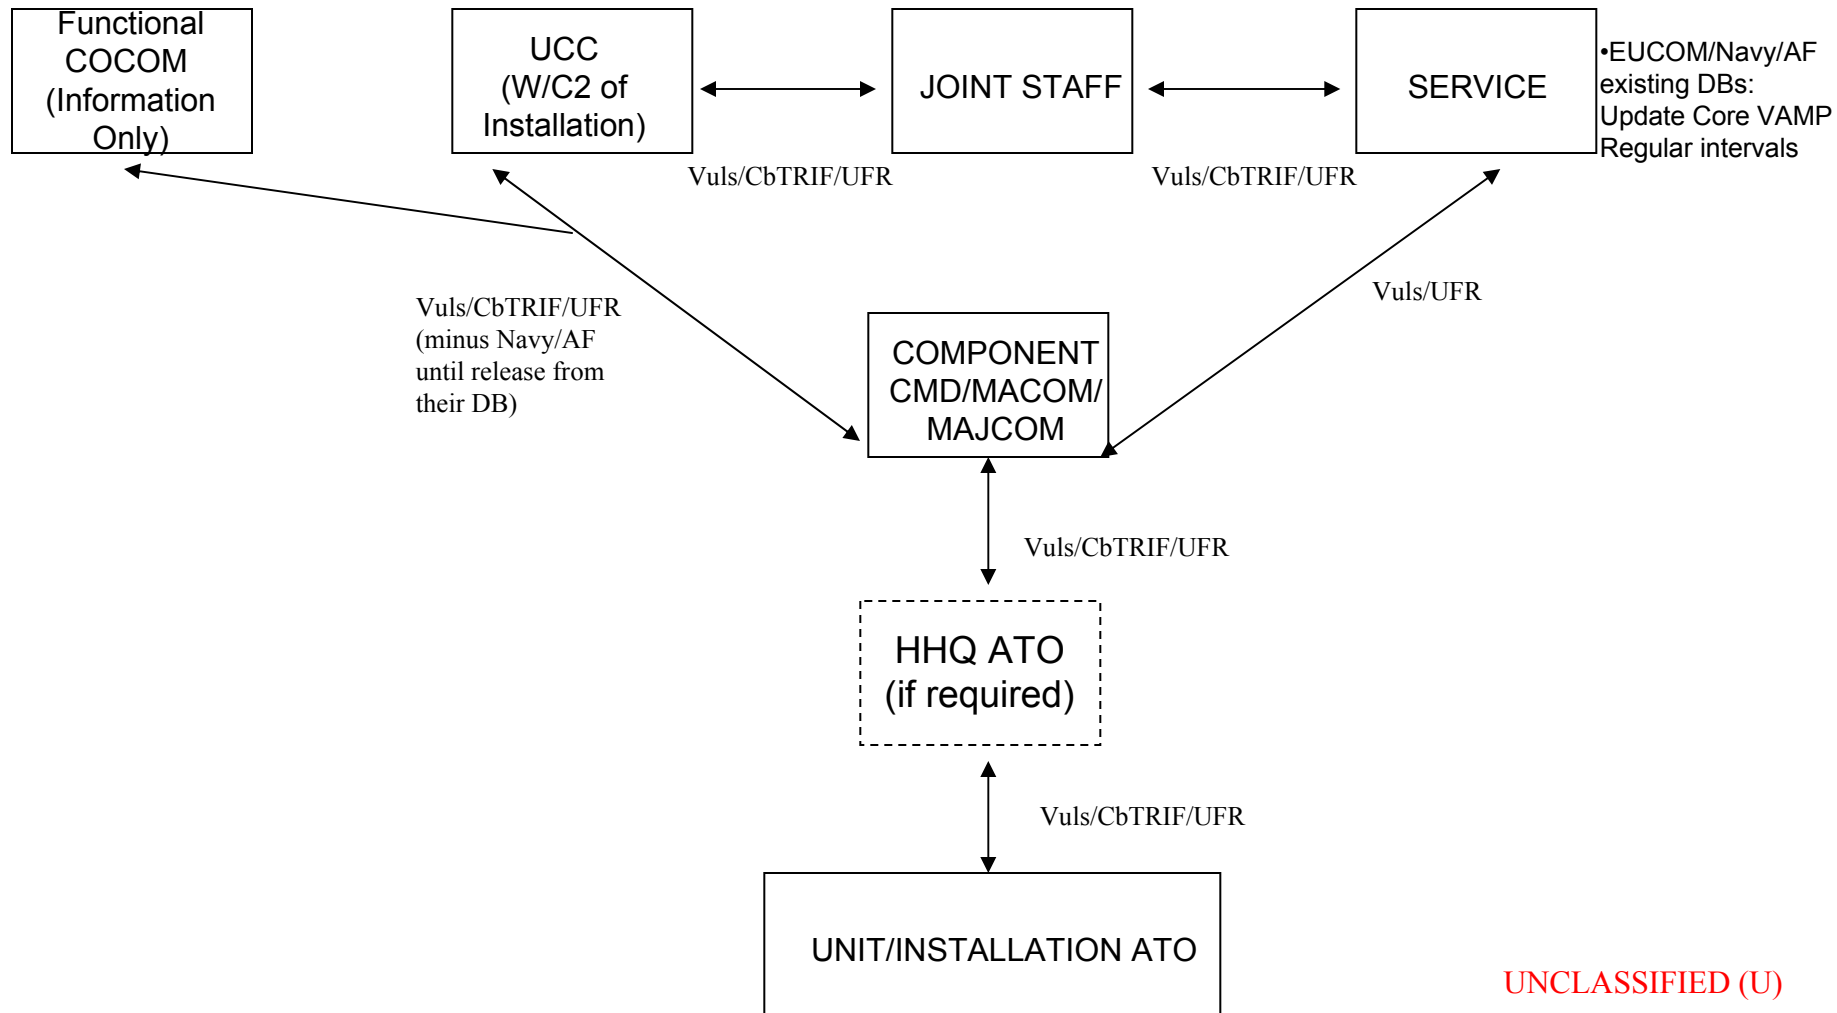 Functional
COCOM
(Information
Only)
UCC
(W/C2 of
Installation)
JOINT STAFF
SERVICE
•EUCOM/Navy/AF
existing DBs:
Update Core VAMP
Regular intervals
Vuls/CbTRIF/UFR
Vuls/CbTRIF/UFR
Vuls/CbTRIF/UFR
(minus Navy/AF
until release from
their DB)
Vuls/UFR
COMPONENT
CMD/MACOM/
MAJCOM
Vuls/CbTRIF/UFR
HHQ ATO
(if required)
Vuls/CbTRIF/UFR
UNIT/INSTALLATION ATO
UNCLASSIFIED (U)